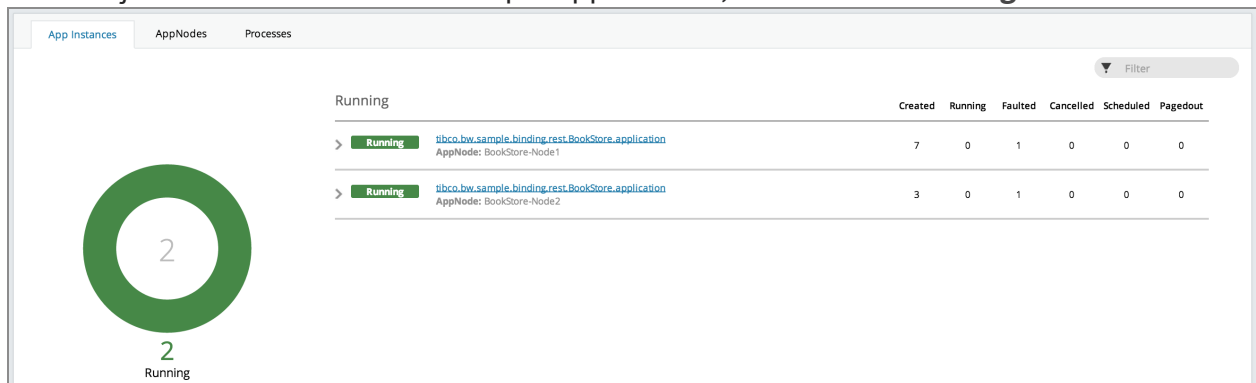 App Instances AppNodes Processes
Filter
Running Created Running Faulted Cancelled Scheduled Pagedout
Running tibco.bw.sample.binding.rest.BookStore.application 7 0 1 0 0 0
AppNode: BookStore-Node1
Running tibco.bw.sample.binding.rest.BookStore.application 3 0 1 0 0 0
AppNode: BookStore-Node2
2
2
Running